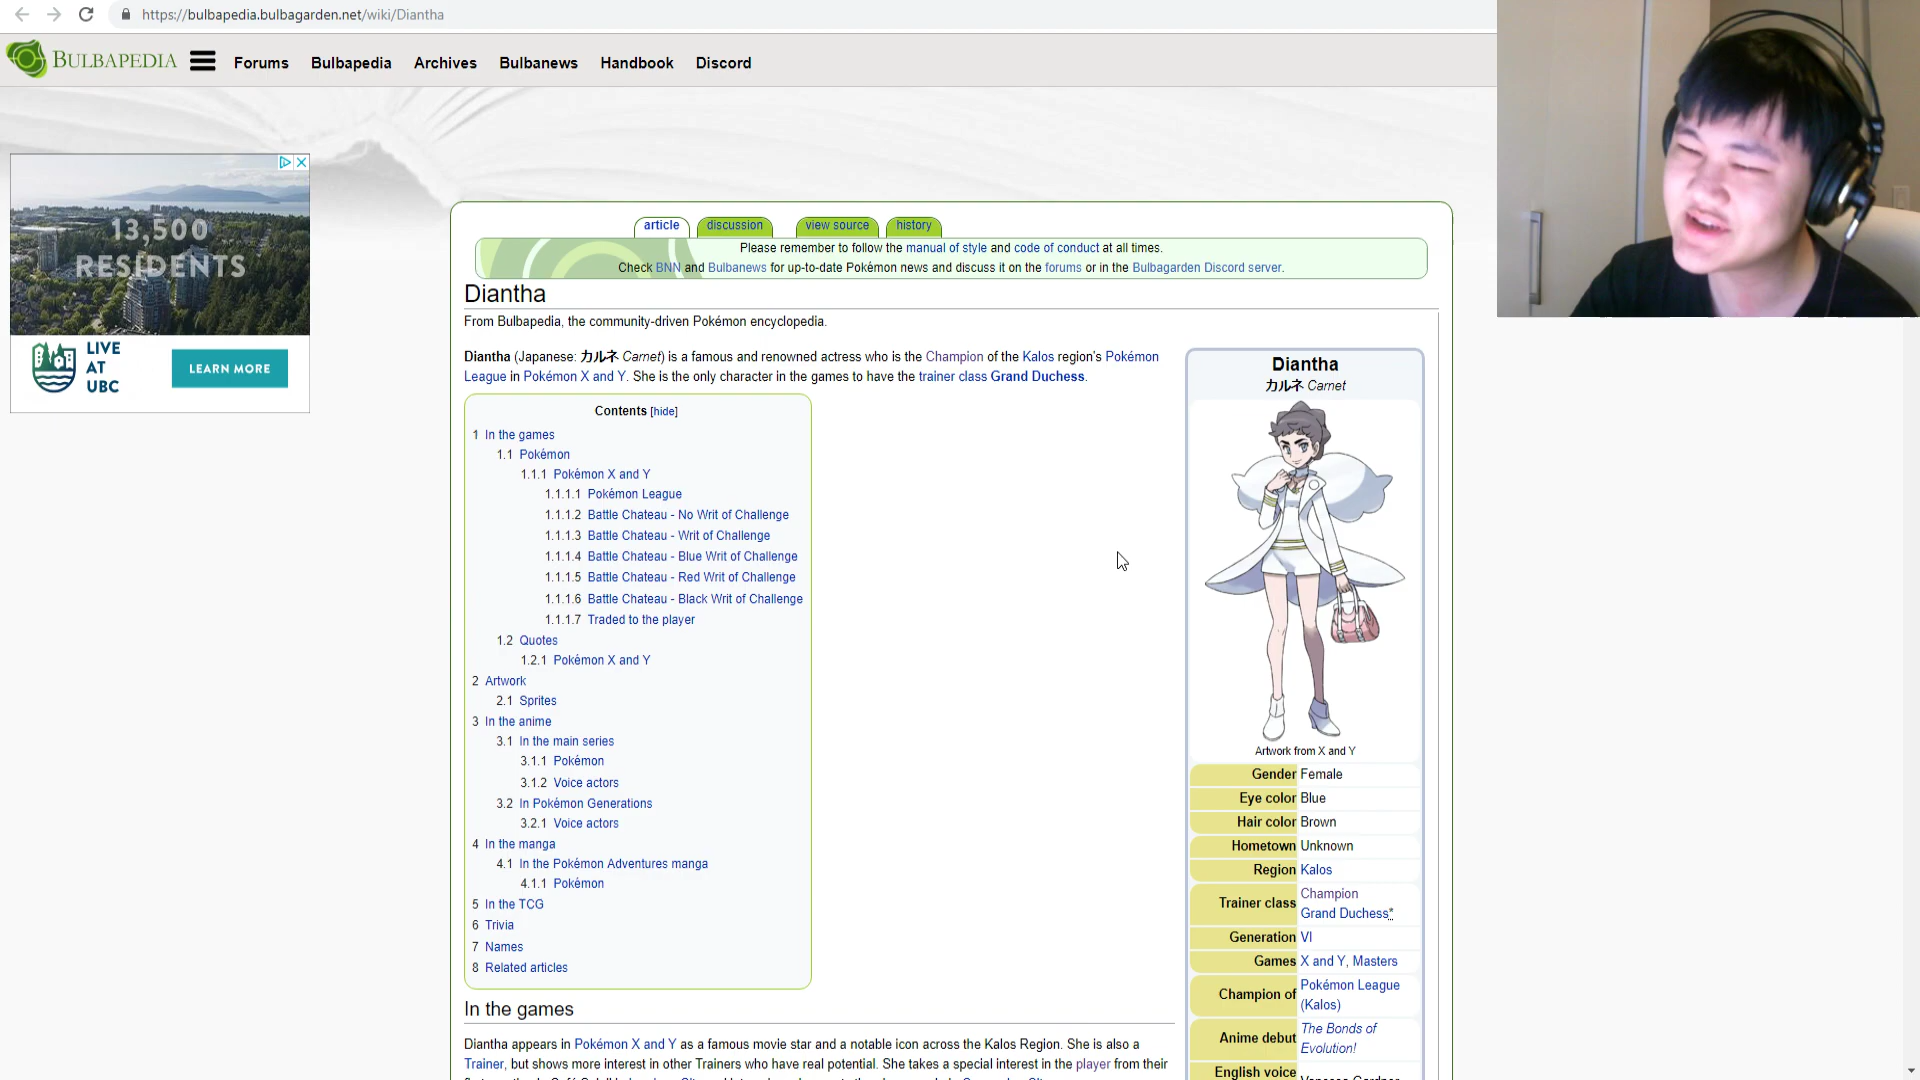 https://bulbapedia.bulbagarden.net/wiki/Diantha
BULBAPEDIA
Forums Bulbapedia Archives Bulbanews Handbook Discord
13,500
RESIDENTS
LIVE
AT
UBC
LEARN MORE
article discussion view source history
Please remember to follow the manual of style and code of conduct at all times.
Check BNN and Bulbanews for up-to-date Pokémon news and discuss it on the forums or in the Bulbagarden Discord server.
Diantha
From Bulbapedia, the community-driven Pokémon encyclopedia.
Diantha (Japanese: カルネ Carnet) is a famous and renowned actress who is the Champion of the Kalos region's Pokémon
League in Pokémon X and Y. She is the only character in the games to have the trainer class Grand Duchess.
Contents [hide]
1 In the games
1.1 Pokémon
1.1.1 Pokémon X and Y
1.1.1.1 Pokémon League
1.1.1.2 Battle Chateau - No Writ of Challenge
1.1.1.3 Battle Chateau - Writ of Challenge
1.1.1.4 Battle Chateau - Blue Writ of Challenge
1.1.1.5 Battle Chateau - Red Writ of Challenge
1.1.1.6 Battle Chateau - Black Writ of Challenge
1.1.1.7 Traded to the player
1.2 Quotes
1.2.1 Pokémon X and Y
2 Artwork
2.1 Sprites
3 In the anime
3.1 In the main series
3.1.1 Pokémon
3.1.2 Voice actors
3.2 In Pokémon Generations
3.2.1 Voice actors
4 In the manga
4.1 In the Pokémon Adventures manga
4.1.1 Pokémon
5 In the TCG
6 Trivia
7 Names
8 Related articles
In the games
Diantha appears in Pokémon X and Y as a famous movie star and a notable icon across the Kalos Region. She is also a
Trainer, but shows more interest in other Trainers who have real potential. She takes a special interest in the player from their
Diantha
カルネ Carnet
Artwork from X and Y
Gender Female
Eye color Blue
Hair color Brown
Hometown Unknown
Region Kalos
Trainer class Champion
Grand Duchess*
Generation VI
Games X and Y, Masters
Champion of Pokémon League
(Kalos)
Anime debut The Bonds of
Evolution!
English voice